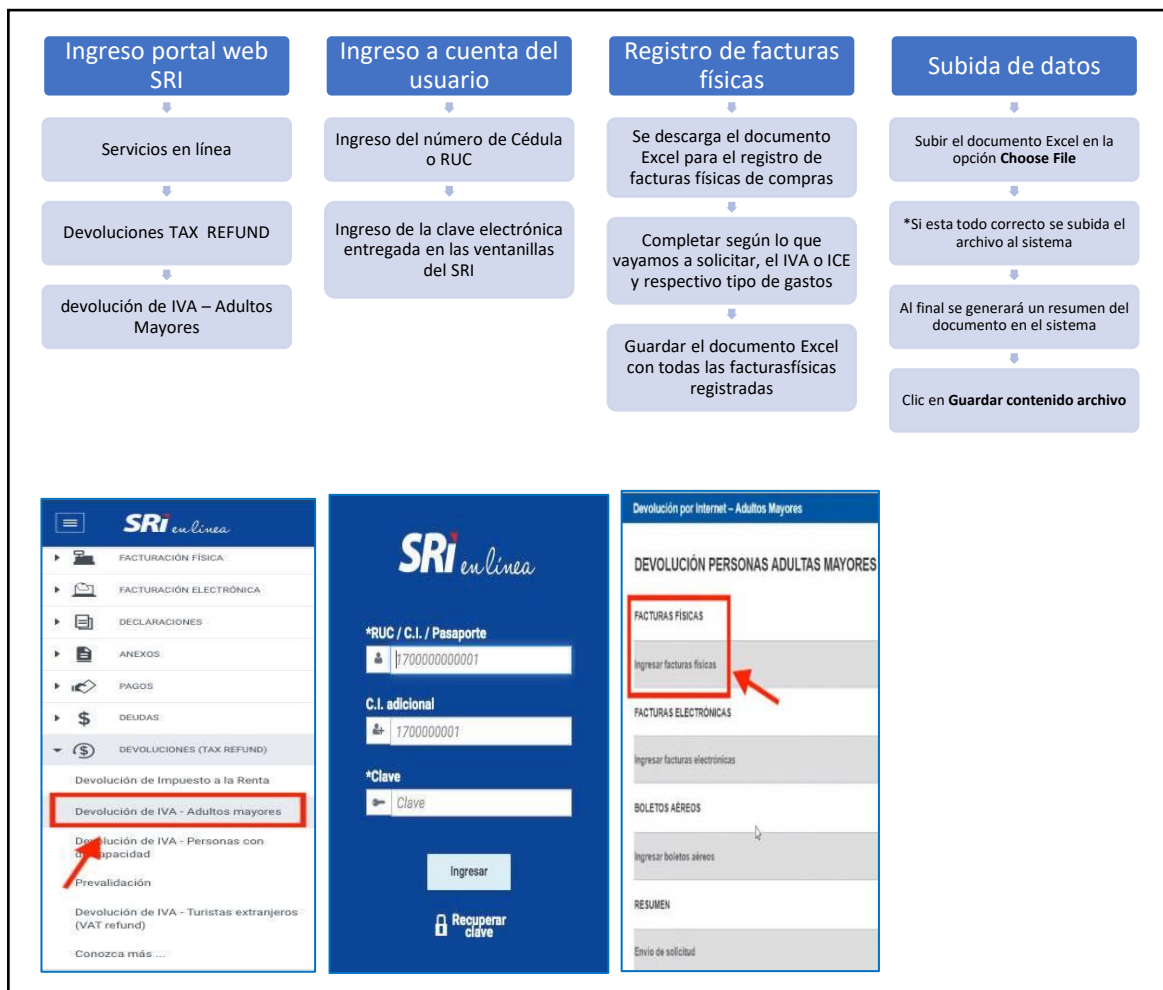 Ingreso portal web
SRI
Servicios en línea
Devoluciones TAX REFUND
devolución de IVA – Adultos
Mayores
Ingreso a cuenta del
usuario
Ingreso del número de Cédula
o RUC
Ingreso de la clave electrónica
entregada en las ventanillas
del SRI
Registro de facturas
físicas
Se descarga el documento
Excel para el registro de
facturas físicas de compras
Completar según lo que
vayamos a solicitar, el IVA o ICE
y respectivo tipo de gastos
Guardar el documento Excel
con todas las facturasfísicas
registradas
Subida de datos
Subir el documento Excel en la
opción Choose File
*Si esta todo correcto se subida el
archivo al sistema
Al final se generará un resumen del
documento en el sistema
Clic en Guardar contenido archivo
SRi en línea
FACTURACIÓN FÍSICA
FACTURACIÓN ELECTRÓNICA
DECLARACIONES
ANEXOS
PAGOS
$ DEUDAS
DEVOLUCIONES (TAX REFUND)
Devolución de Impuesto a la Renta
Devolución de IVA - Adultos mayores
Devolución de IVA - Personas con
discapacidad
Prevalidación
Devolución de IVA - Turistas extranjeros
(VAT refund)
Conozca más ...
SRi en línea
*RUC / C.I. / Pasaporte
1700000000001
C.I. adicional
1700000001
*Clave
Clave
Ingresar
Recuperar
clave
Devolución por Internet – Adultos Mayores
DEVOLUCIÓN PERSONAS ADULTAS MAYORES
FACTURAS FÍSICAS
Ingresar facturas físicas
FACTURAS ELECTRÓNICAS
Ingresar facturas electrónicas
BOLETOS AÉREOS
Ingresar boletos aéreos
RESUMEN
Envío de solicitud